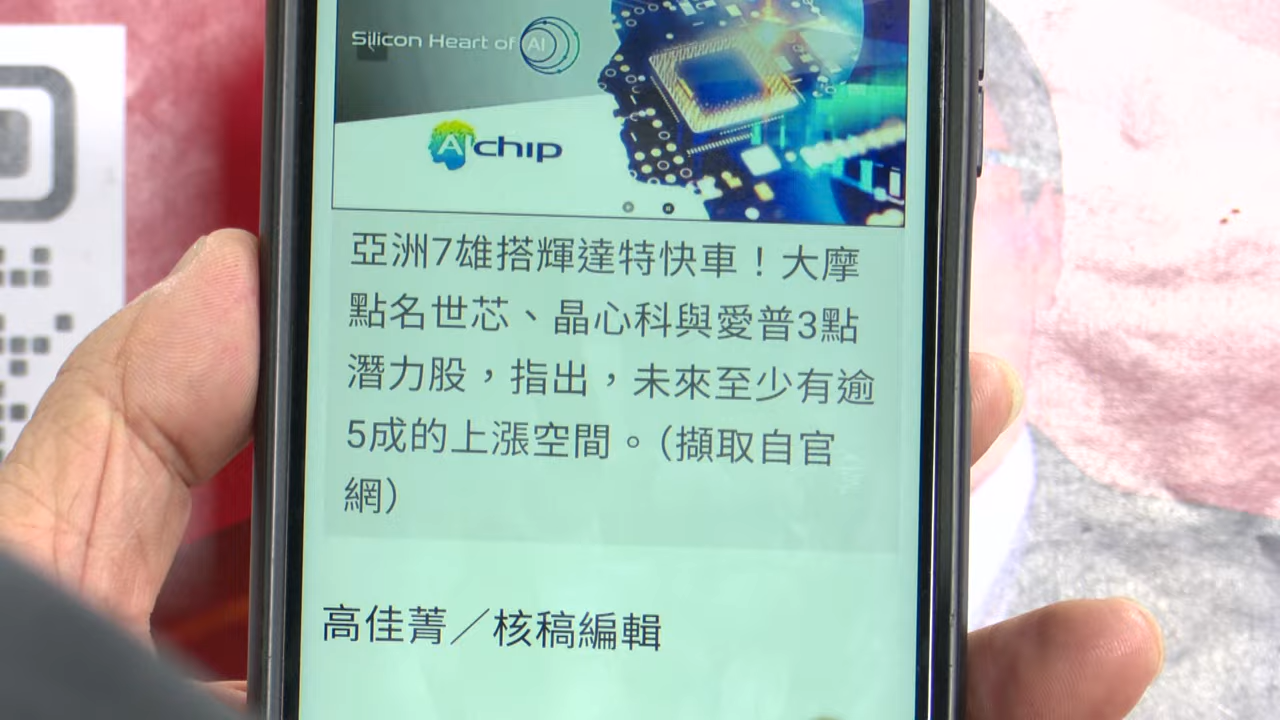 Silicon Heart of AI
AIchip
亞洲7雄搭輝達特快車！大摩
點名世芯、晶心科與愛普3點
潛力股，指出，未來至少有逾
5成的上漲空間。（擷取自官
網）
高佳菁／核稿編輯